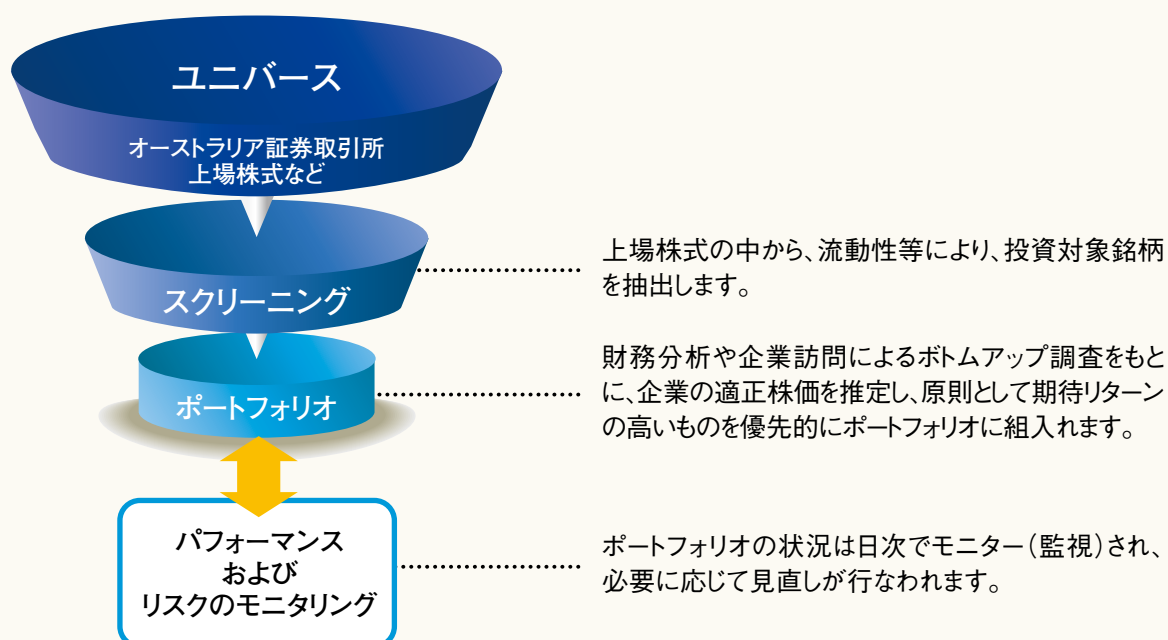 ユニバース
オーストラリア証券取引所
上場株式など
スクリーニング
上場株式の中から、流動性等により、投資対象銘柄
を抽出します。
ポートフォリオ
財務分析や企業訪問によるボトムアップ調査をもと
に、企業の適正株価を推定し、原則として期待リターン
の高いものを優先的にポートフォリオに組入れます。
パフォーマンス
および
リスクのモニタリング
ポートフォリオの状況は日次でモニター（監視）され、
必要に応じて見直しが行なわれます。